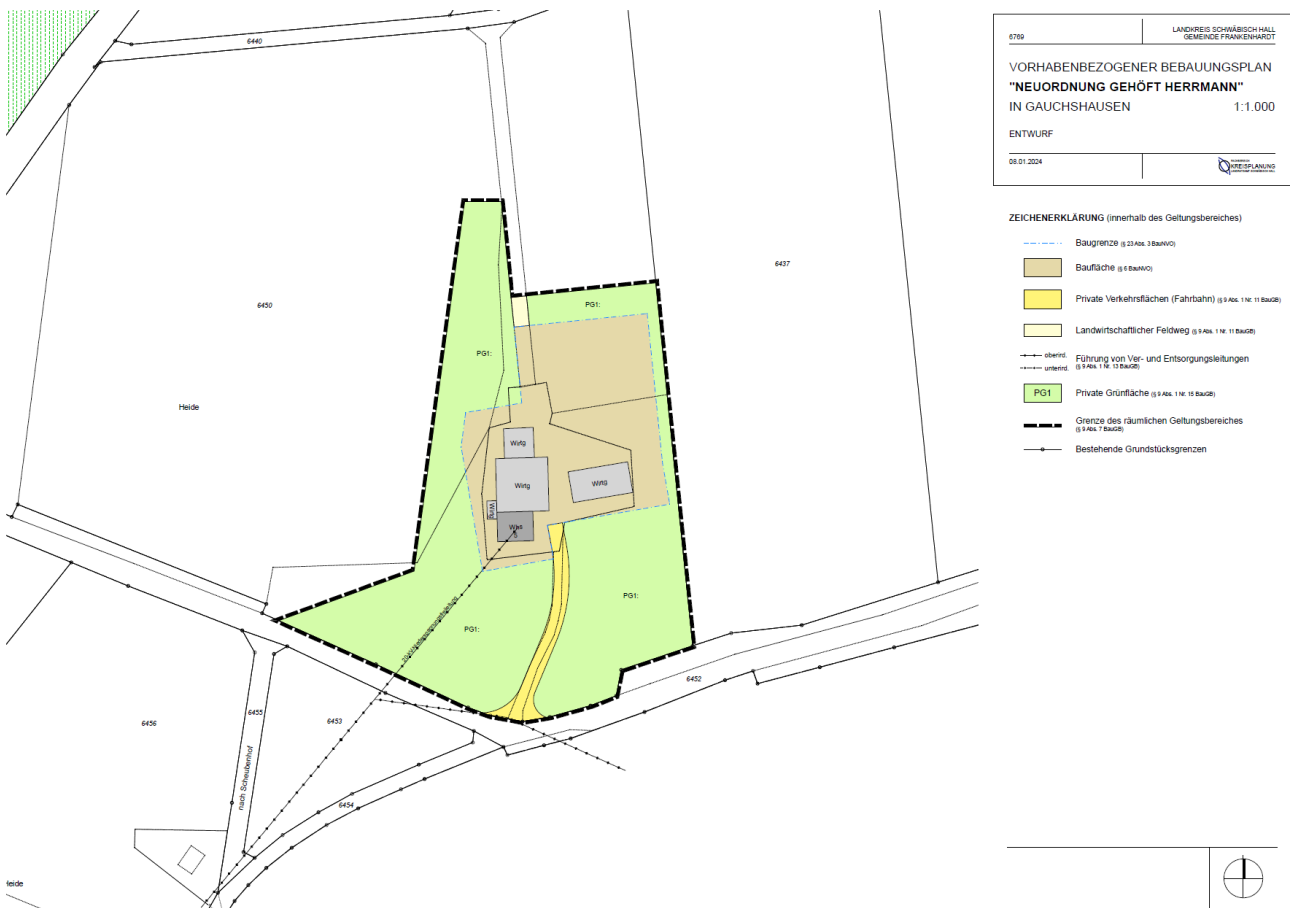 6769
LANDKREIS SCHWÄBISCH HALL
GEMEINDE FRANKENHARDT
VORHABENBEZOGENER BEBAUUNGSPLAN
"NEUORDNUNG GEHÖFT HERRMANN"
IN GAUCHSHAUSEN 1:1.000
ENTWURF
08.01.2024
KREISPLANUNG
ZEICHENERKLÄRUNG (innerhalb des Geltungsbereiches)
Baugrenze (§ 23 Abs. 3 BauNVO)
Baufläche (§ 6 BauNVO)
Private Verkehrsflächen (Fahrbahn) (§ 9 Abs. 1 Nr. 11 BauGB)
Landwirtschaftlicher Feldweg (§ 9 Abs. 1 Nr. 11 BauGB)
oberird.
unterird.
Führung von Ver- und Entsorgungsleitungen
(§ 9 Abs. 1 Nr. 13 BauGB)
PG1
Private Grünfläche (§ 9 Abs. 1 Nr. 15 BauGB)
Grenze des räumlichen Geltungsbereiches
(§ 9 Abs. 7 BauGB)
Bestehende Grundstücksgrenzen
6440
6437
6450
PG1:
PG1:
Heide
Wirtg
Wirtg
Wirtg
Wirtg
PG1:
PG1:
6452
6456
6455
6453
nach Scheubenhof
6454
Heide